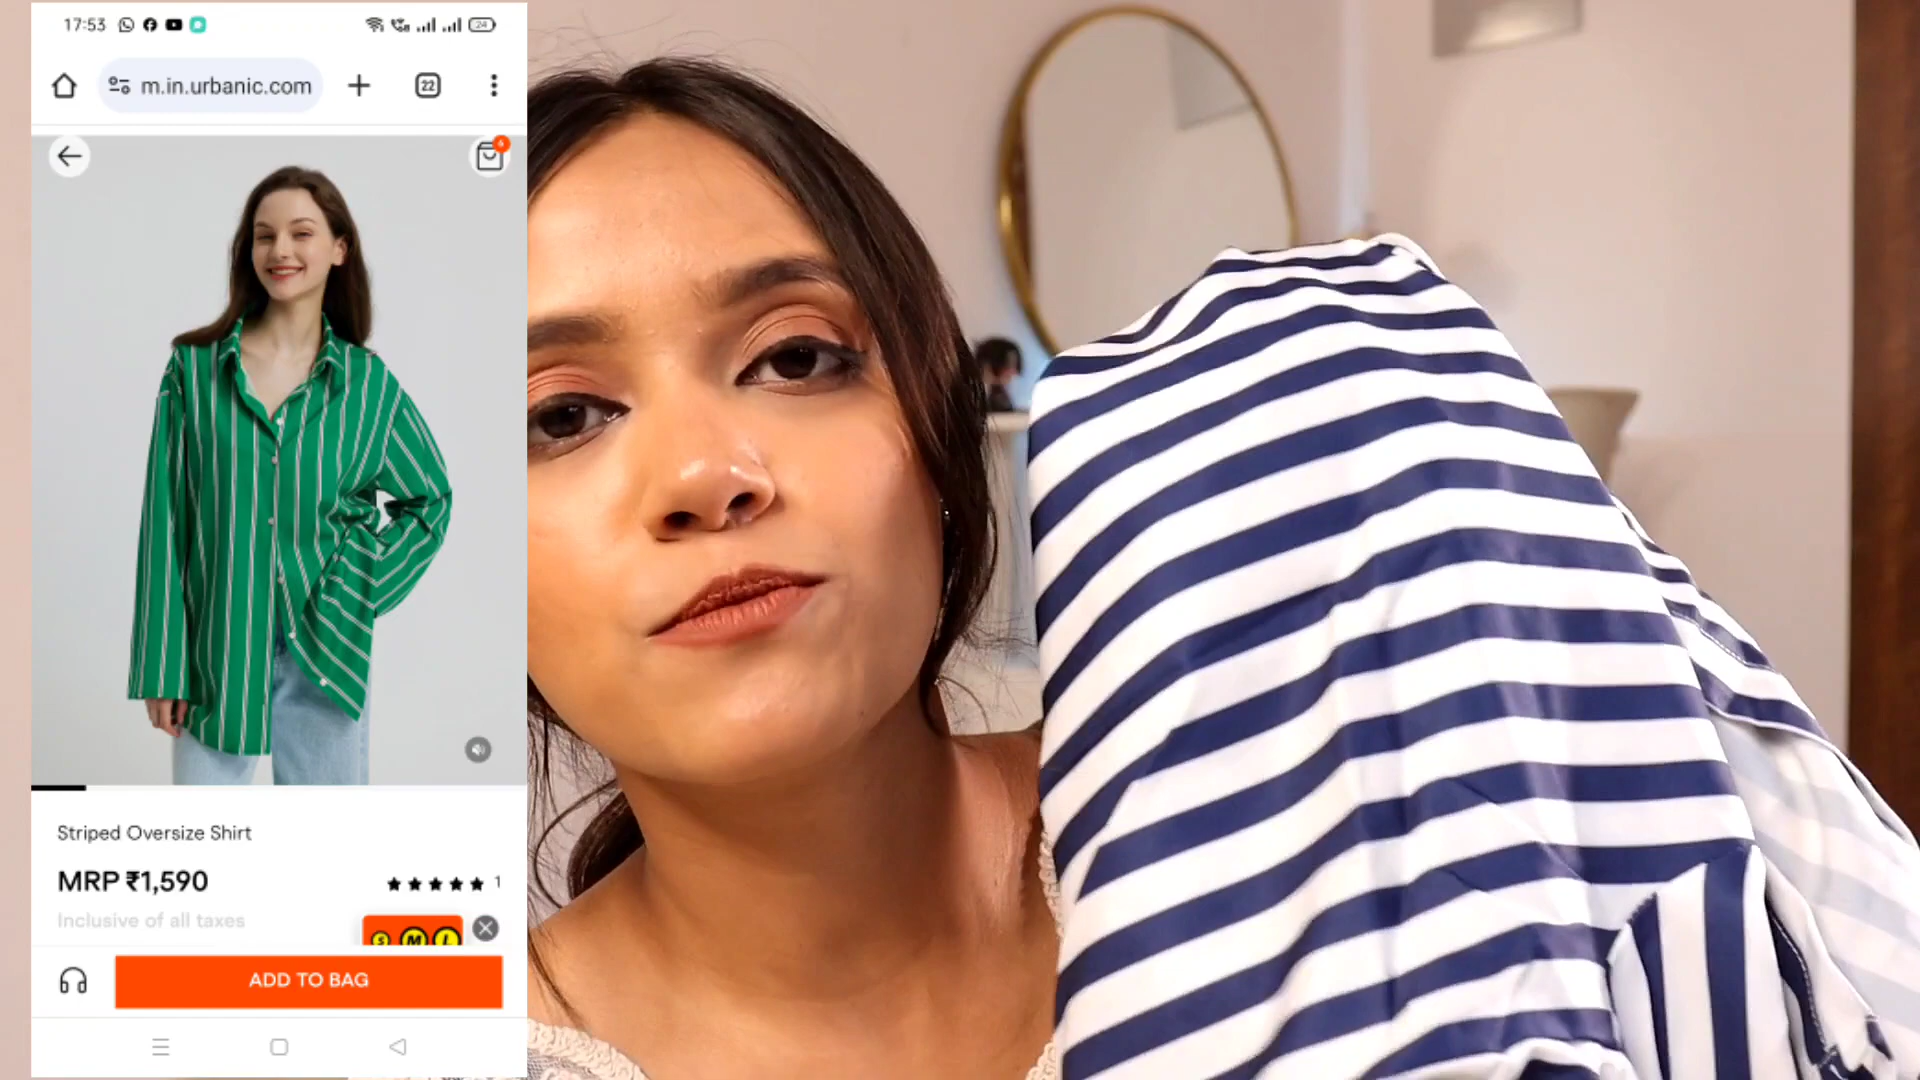 17:53
24
m.in.urbanic.com
22
Striped Oversize Shirt
MRP ₹1,590
1
Inclusive of all taxes
S M L
ADD TO BAG